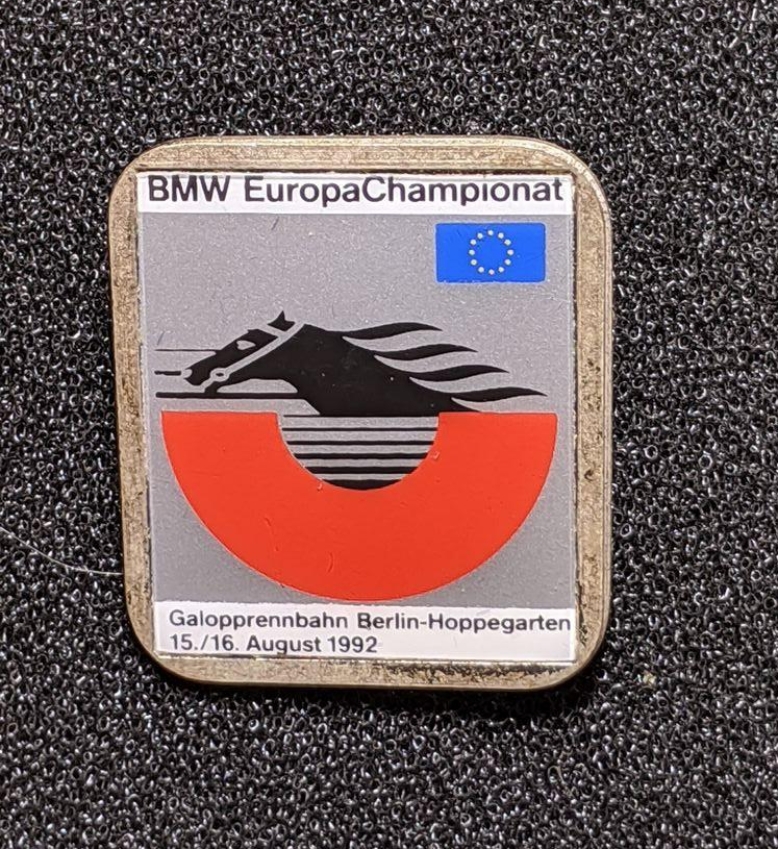 BMW EuropaChampionat
Galopprennbahn Berlin-Hoppegarten
15./16. August 1992